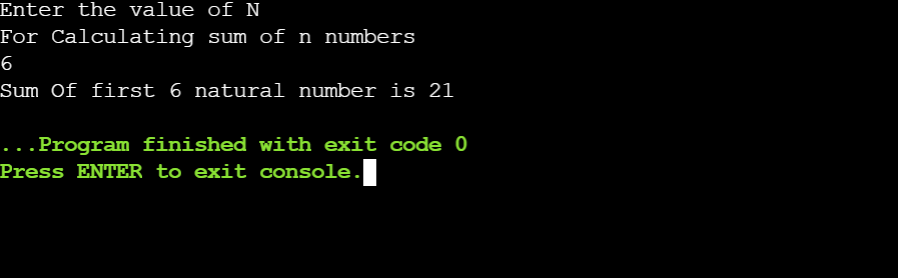 Enter the value of N
For Calculating sum of n numbers
6
Sum Of first 6 natural number is 21
...Program finished with exit code 0
Press ENTER to exit console.